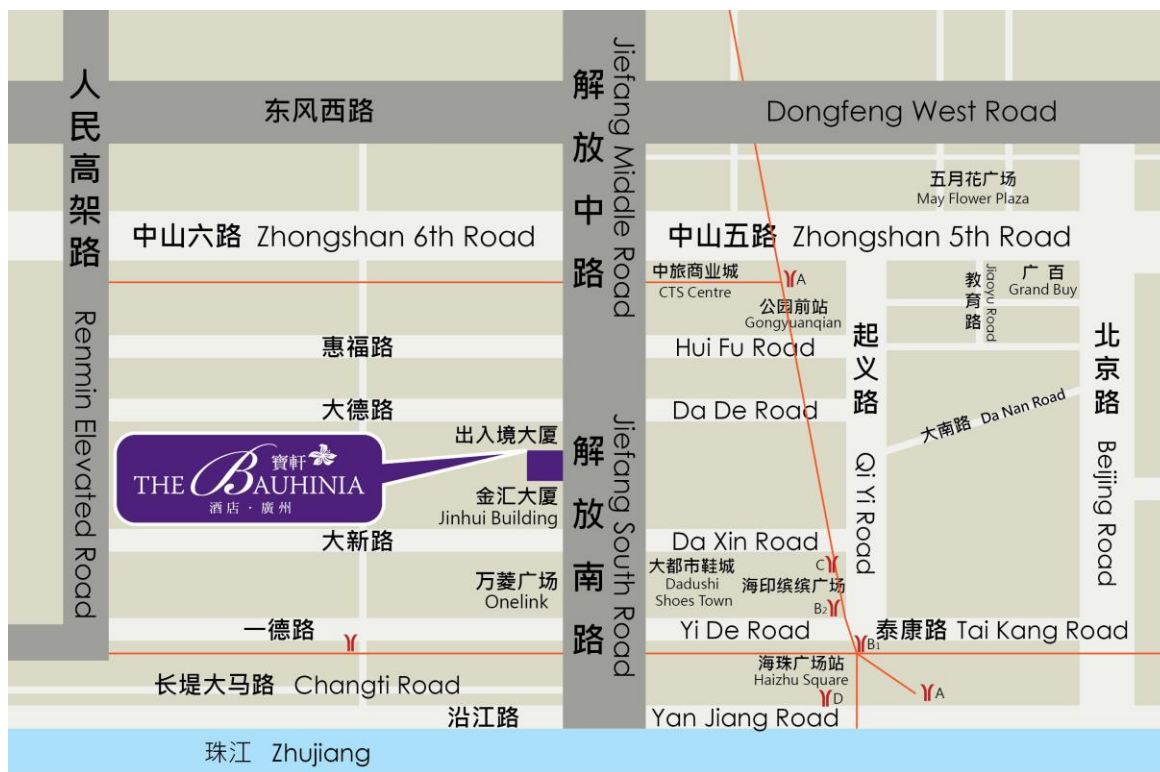 人民高架路
Renmin Elevated Road
东风西路
Dongfeng West Road
解放中路
Jiefang Middle Road
五月花广场
May Flower Plaza
中山六路 Zhongshan 6th Road
中山五路 Zhongshan 5th Road
中旅商业城
CTS Centre
A
公园前站
Gongyuanqian
教育路
Jiaoyu Road
广百
Grand Buy
惠福路
Hui Fu Road
起义路
Qi Yi Road
北京路
Beijing Road
大德路
Da De Road
大南路 Da Nan Road
出入境大厦
寶軒
THE BAUHINIA
酒店·廣州
金汇大厦
Jinhui Building
解放南路
Jiefang South Road
大新路
Da Xin Road
万菱广场
Onelink
大都市鞋城
Dadushi
Shoes Town
C
海印缤缤广场
B2
一德路
Yi De Road
泰康路 Tai Kang Road
B1
海珠广场站
Haizhu Square
D
A
长堤大马路 Changti Road
沿江路
Yan Jiang Road
珠江 Zhujiang